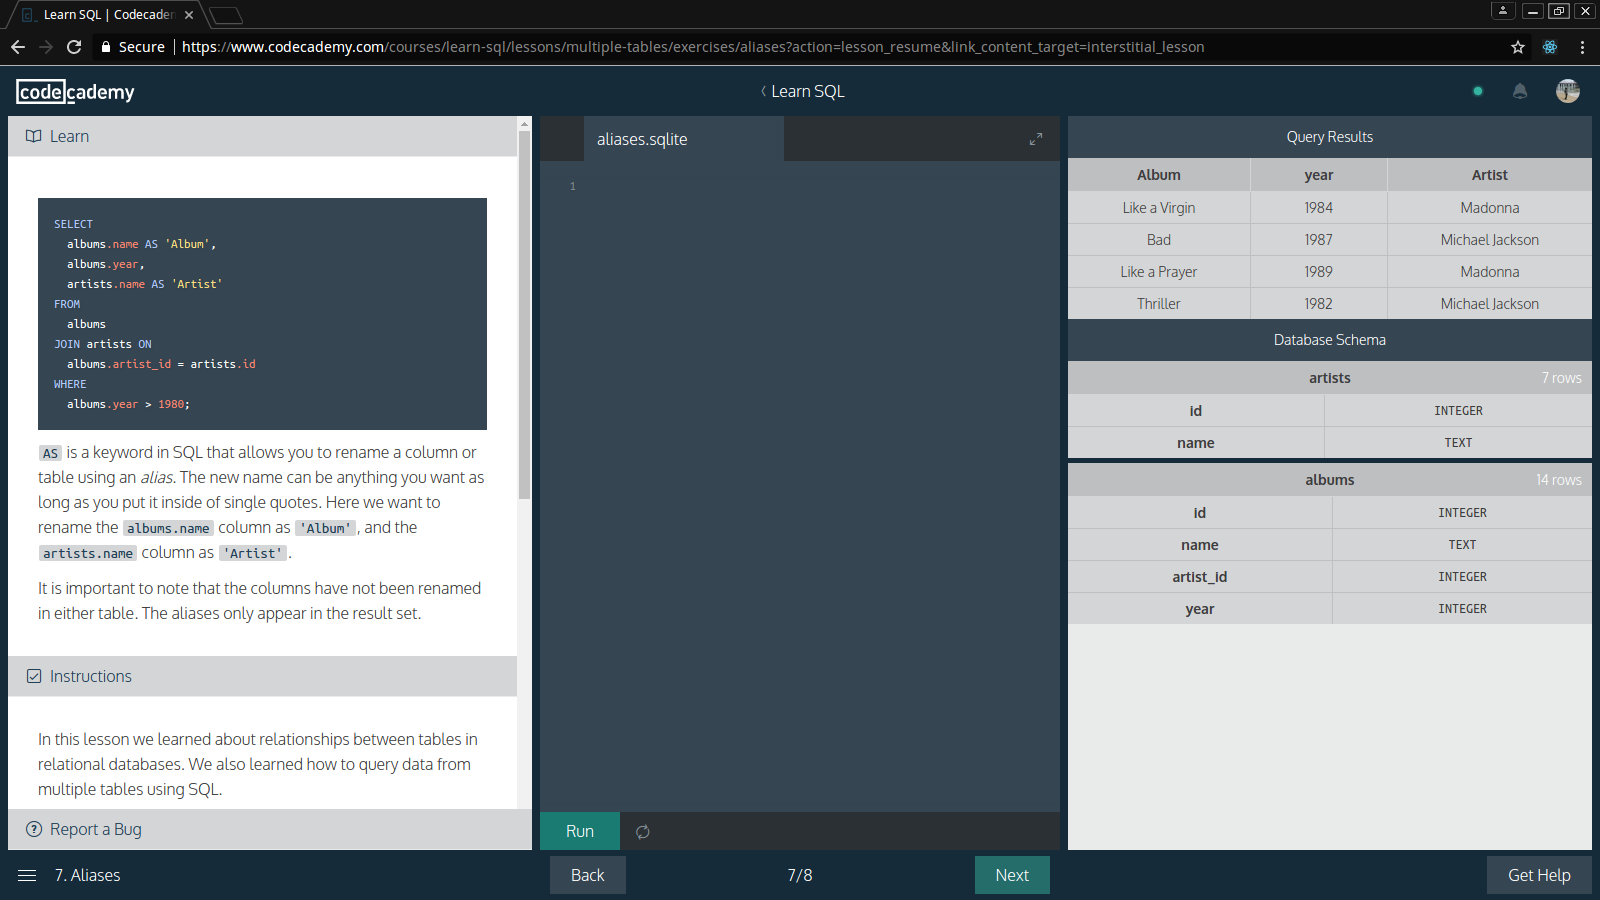 Learn SQL | Codecader
Secure | https://www.codecademy.com/courses/learn-sql/lessons/multiple-tables/exercises/aliases?action=lesson_resume&link_content_target=interstitial_lesson
codecademy
Learn SQL
Learn
SELECT
albums.name AS 'Album',
albums.year,
artists.name AS 'Artist'
FROM
albums
JOIN artists ON
albums.artist_id = artists.id
WHERE
albums.year > 1980;
AS is a keyword in SQL that allows you to rename a column or
table using an alias. The new name can be anything you want as
long as you put it inside of single quotes. Here we want to
rename the albums.name column as 'Album', and the
artists.name column as 'Artist'.
It is important to note that the columns have not been renamed
in either table. The aliases only appear in the result set.
Instructions
In this lesson we learned about relationships between tables in
relational databases. We also learned how to query data from
multiple tables using SQL.
Report a Bug
aliases.sqlite
1
Run
Query Results
Album year Artist
Like a Virgin 1984 Madonna
Bad 1987 Michael Jackson
Like a Prayer 1989 Madonna
Thriller 1982 Michael Jackson
Database Schema
artists 7 rows
id INTEGER
name TEXT
albums 14 rows
id INTEGER
name TEXT
artist_id INTEGER
year INTEGER
7. Aliases
Back
7/8
Next
Get Help